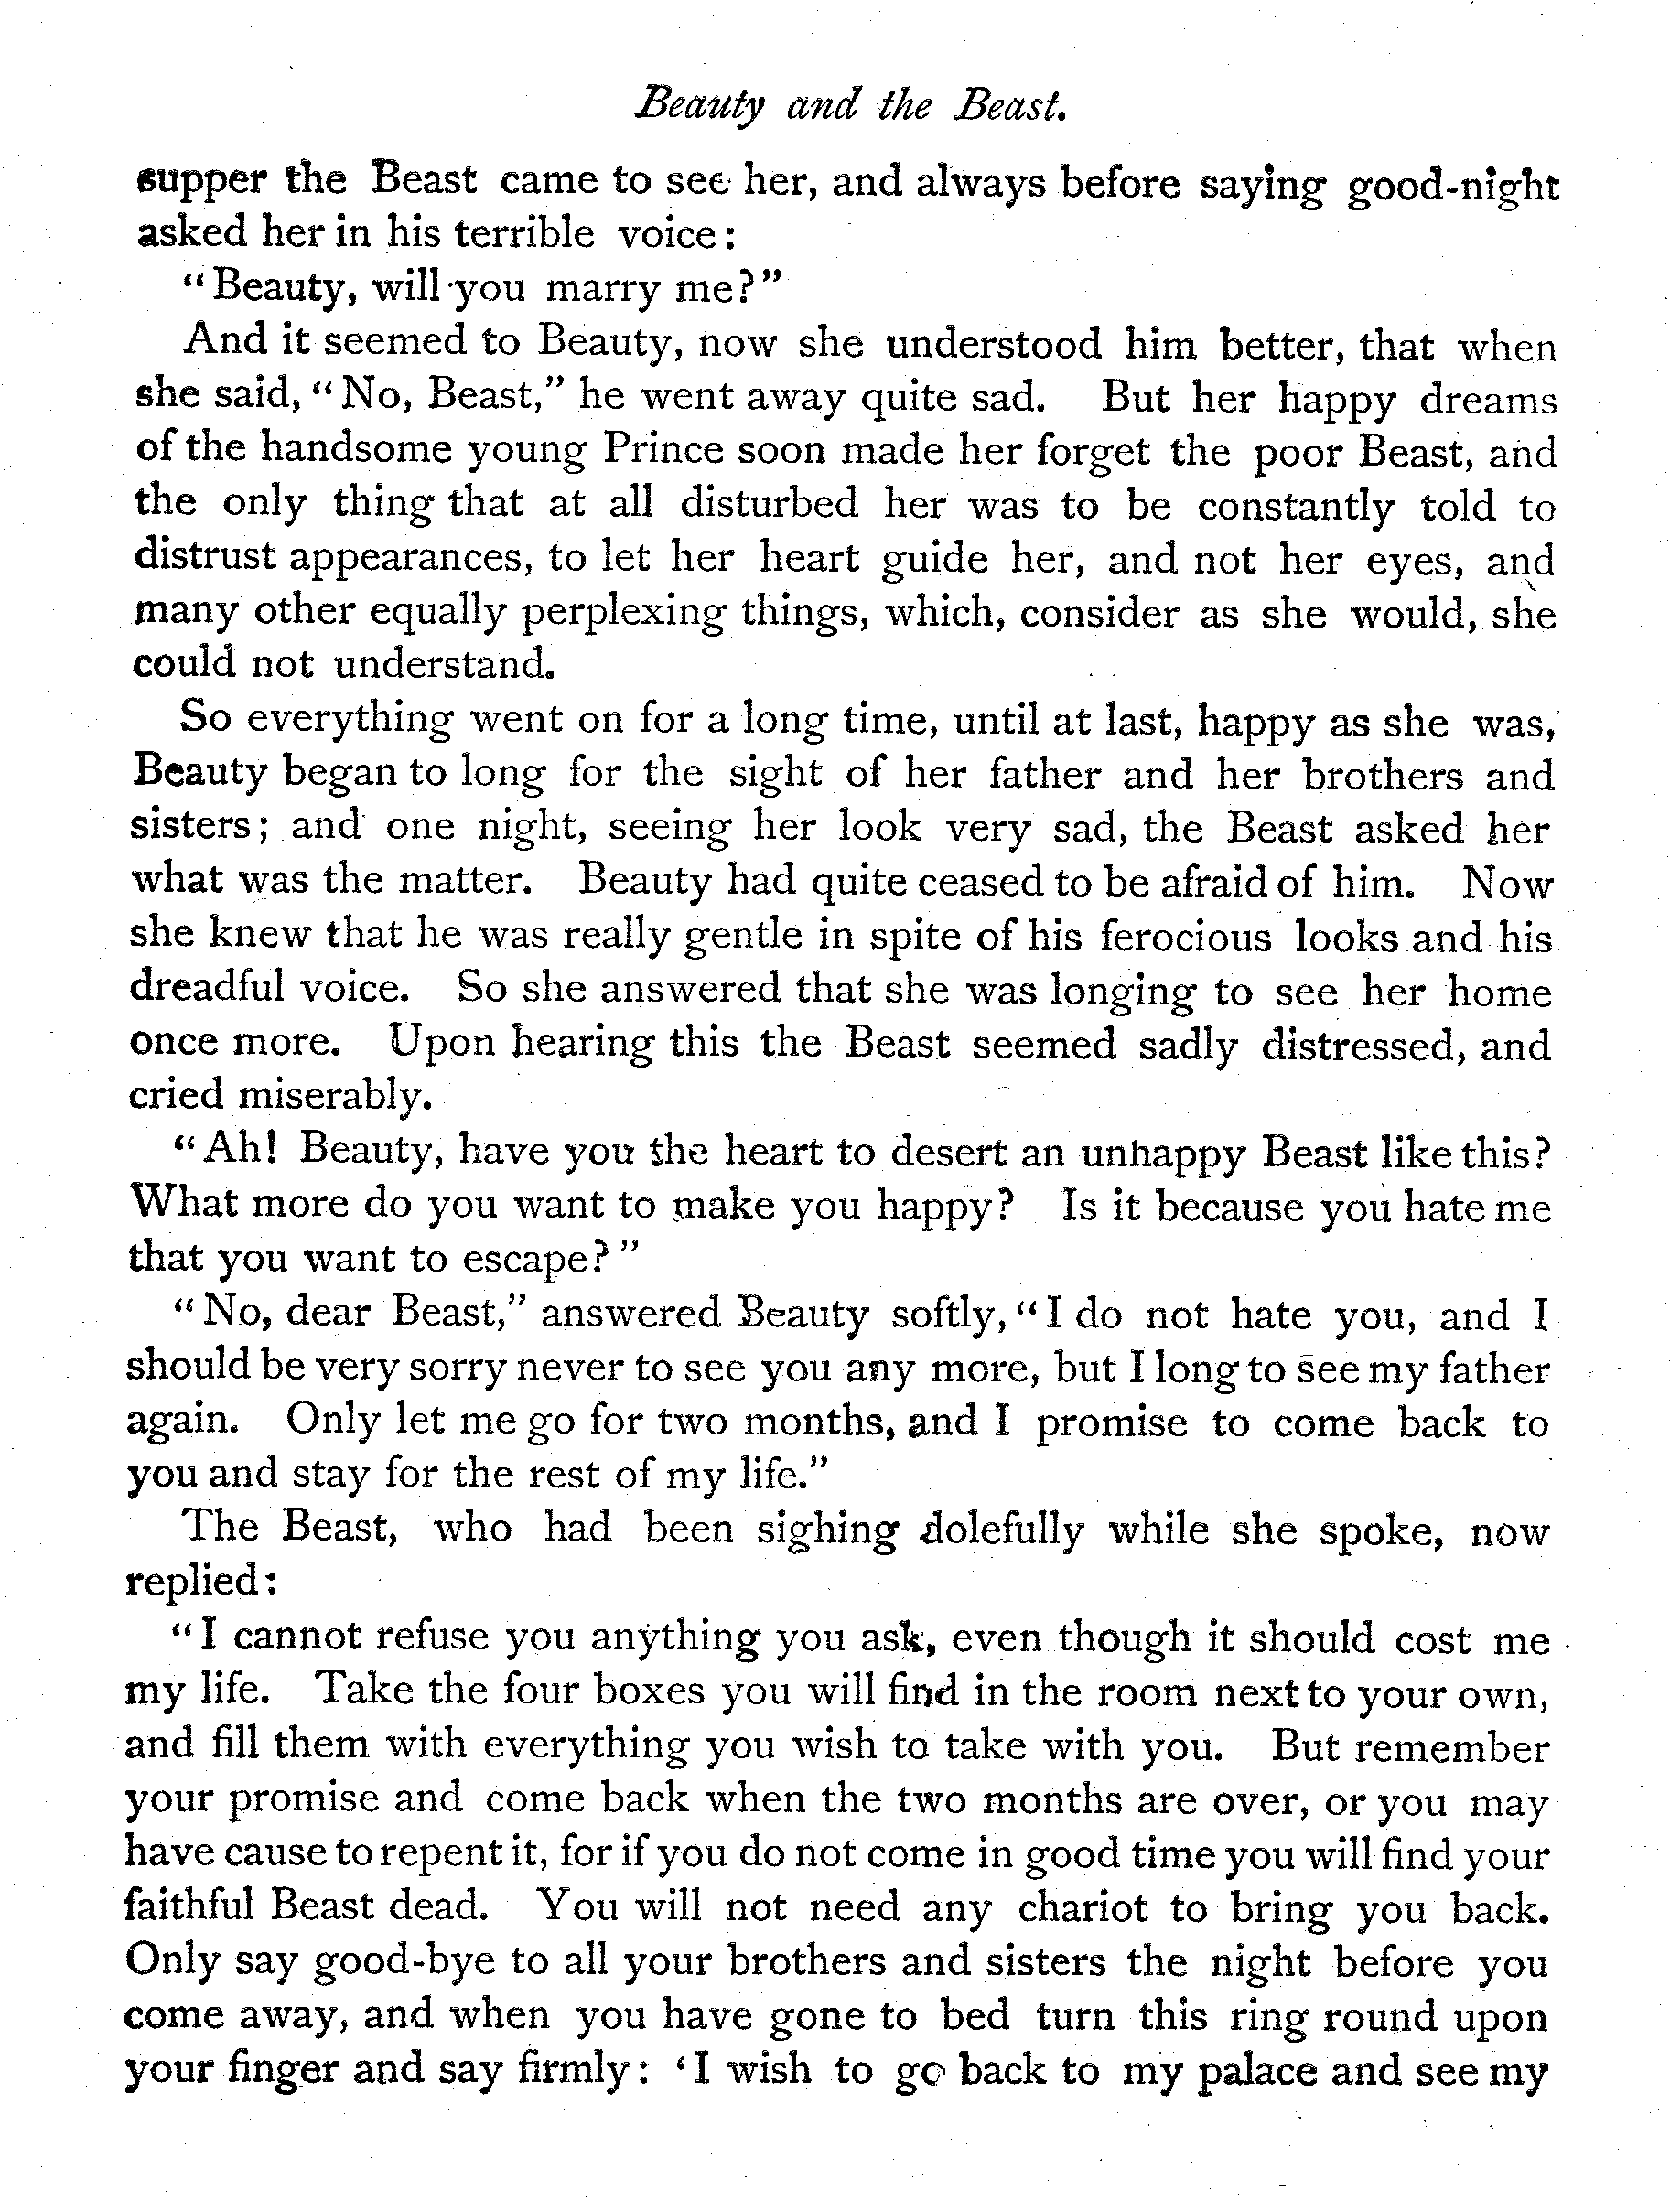 Beauty and the Beast.
supper the Beast came to see her, and always before saying good-night
asked her in his terrible voice:
"Beauty, will you marry me?"
And it seemed to Beauty, now she understood him better, that when
she said, "No, Beast," he went away quite sad. But her happy dreams
of the handsome young Prince soon made her forget the poor Beast, and
the only thing that at all disturbed her was to be constantly told to
distrust appearances, to let her heart guide her, and not her eyes, and
many other equally perplexing things, which, consider as she would, she
could not understand.
So everything went on for a long time, until at last, happy as she was,
Beauty began to long for the sight of her father and her brothers and
sisters; and one night, seeing her look very sad, the Beast asked her
what was the matter. Beauty had quite ceased to be afraid of him. Now
she knew that he was really gentle in spite of his ferocious looks and his
dreadful voice. So she answered that she was longing to see her home
once more. Upon hearing this the Beast seemed sadly distressed, and
cried miserably.
"Ah! Beauty, have you the heart to desert an unhappy Beast like this?
What more do you want to make you happy? Is it because you hate me
that you want to escape?"
"No, dear Beast," answered Beauty softly, "I do not hate you, and I
should be very sorry never to see you any more, but I long to see my father
again. Only let me go for two months, and I promise to come back to
you and stay for the rest of my life."
The Beast, who had been sighing dolefully while she spoke, now
replied:
"I cannot refuse you anything you ask, even though it should cost me
my life. Take the four boxes you will find in the room next to your own,
and fill them with everything you wish to take with you. But remember
your promise and come back when the two months are over, or you may
have cause to repent it, for if you do not come in good time you will find your
faithful Beast dead. You will not need any chariot to bring you back.
Only say good-bye to all your brothers and sisters the night before you
come away, and when you have gone to bed turn this ring round upon
your finger and say firmly: 'I wish to go back to my palace and see my